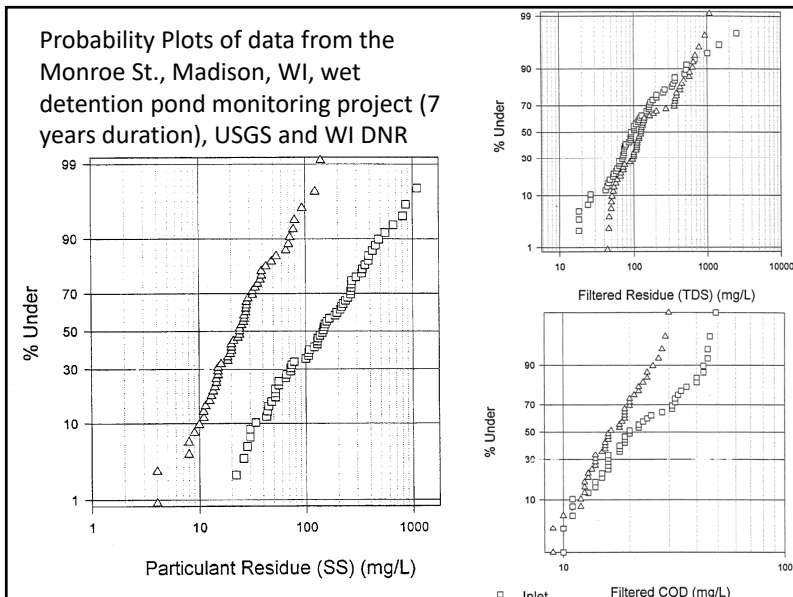 Probability Plots of data from the
Monroe St., Madison, WI, wet
detention pond monitoring project (7
years duration), USGS and WI DNR
99
90
70
50
30
10
1
% Under
1
10
100
1000
Particulant Residue (SS) (mg/L)
99
90
70
50
30
10
1
% Under
10
100
1000
10000
Filtered Residue (TDS) (mg/L)
90
70
50
30
10
% Under
10
100
Inlet
Filtered COD (mg/L)